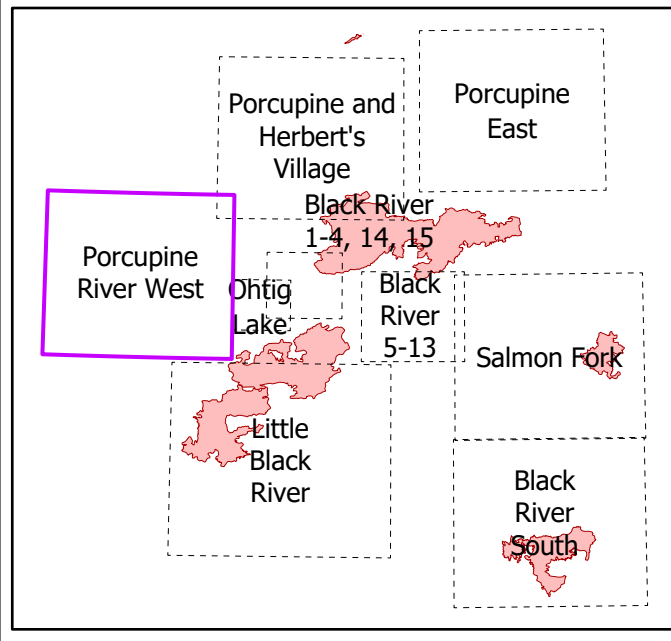 Porcupine and
Herbert's
Village
Porcupine
East
Black River
1-4, 14, 15
Porcupine
River West
Ohtig
Lake
Black
River
5-13
Salmon Fork
Little
Black
River
Black
River
South